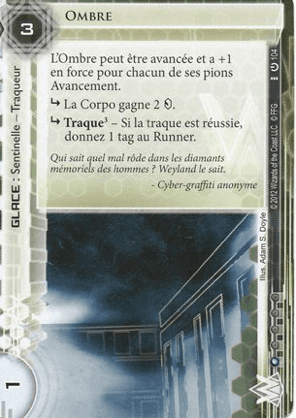 Ombre
3
L'Ombre peut être avancée et a +1
en force pour chacun de ses pions
Avancement.
La Corpo gagne 2
Traque³ – Si la traque est réussie,
donnez 1 tag au Runner.
Qui sait quel mal rôde dans les diamants
mémoriels des hommes ? Weyland le sait.
- Cyber-graffiti anonyme
GLACE : Sentinelle – Traqueur
1
104
© 2012 Wizards of the Coast LLC. © FFG
Illus. Adam S. Doyle